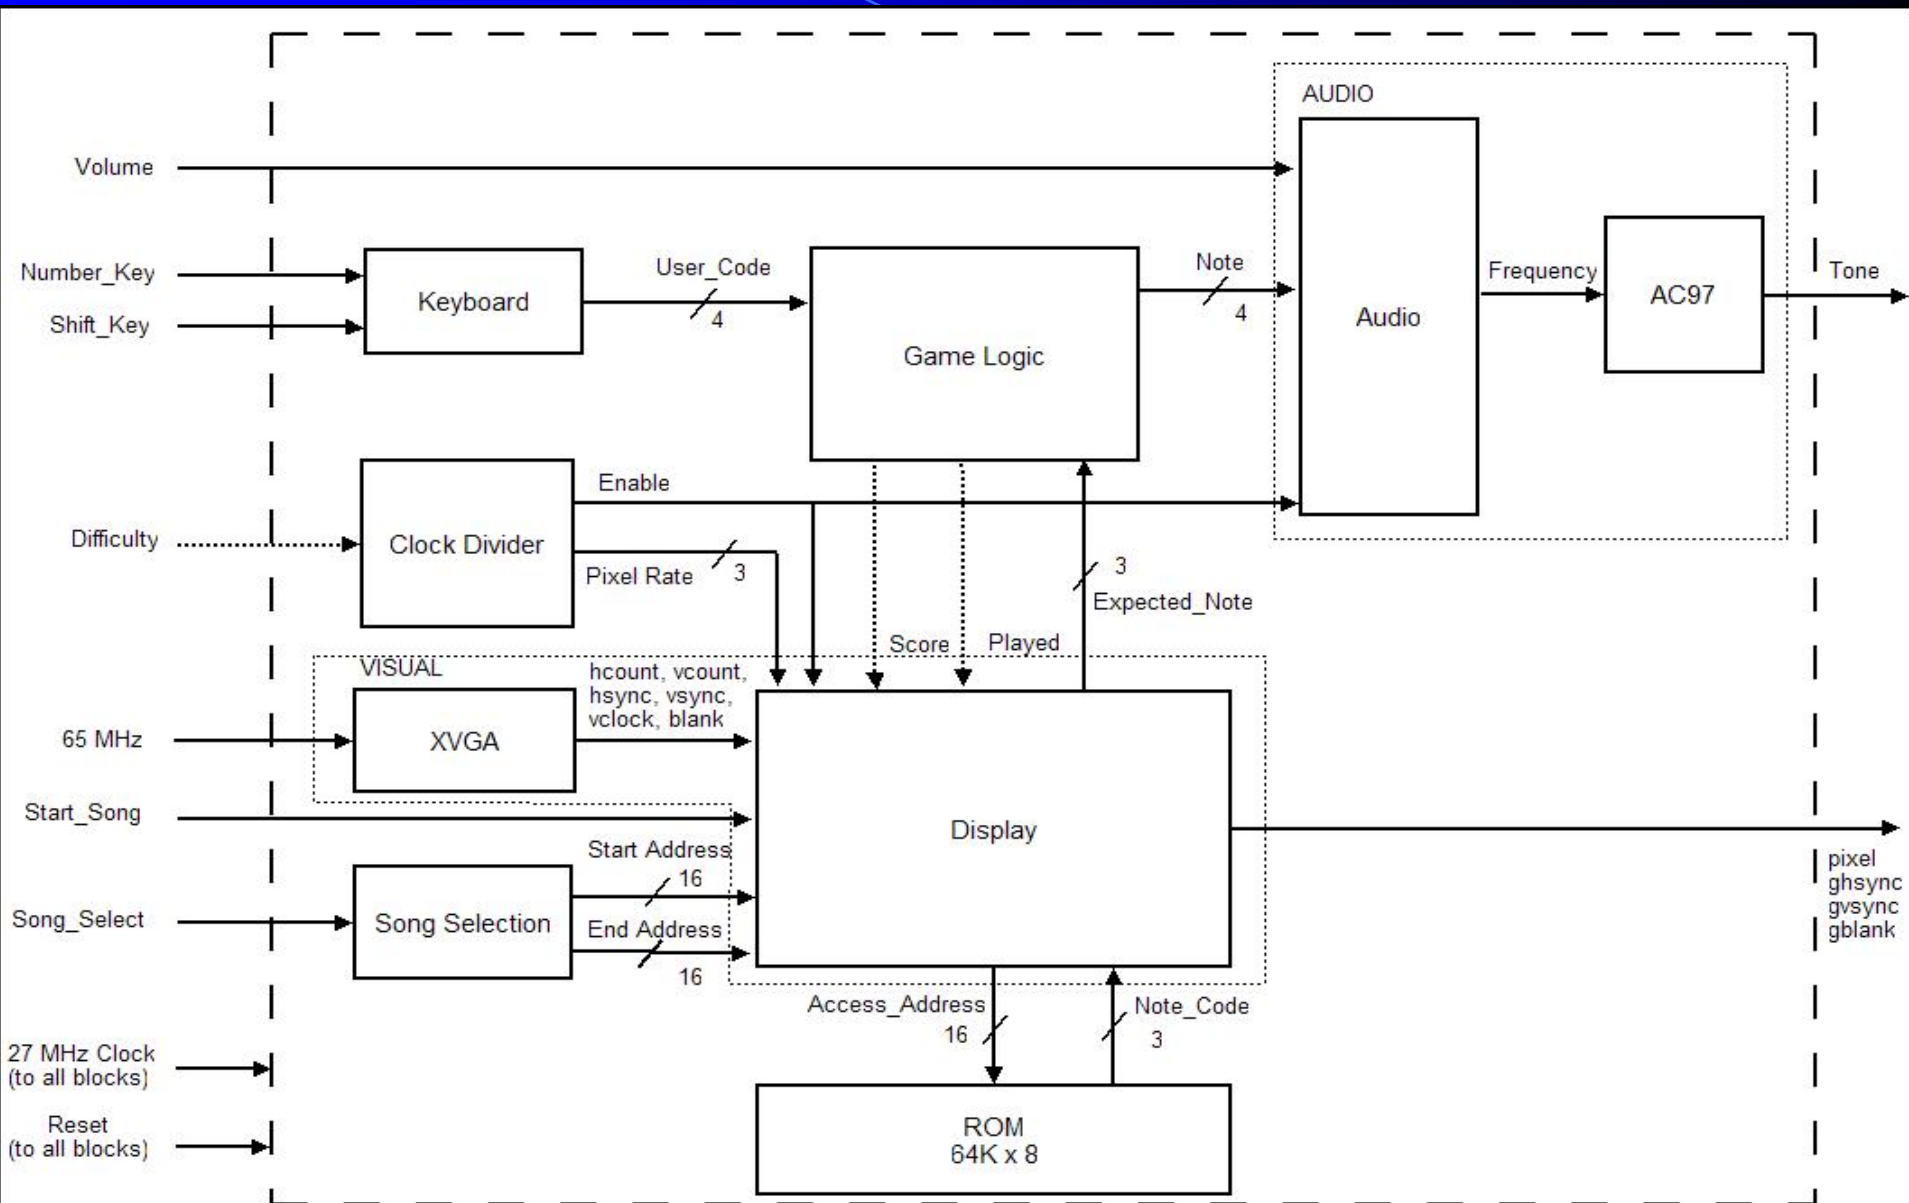 AUDIO
Volume
Number_Key
Shift_Key
Keyboard
User_Code
4
Game Logic
Note
4
Audio
Frequency
AC97
Tone
Difficulty
Clock Divider
Enable
Pixel Rate
3
3
Expected_Note
Score
Played
VISUAL
65 MHz
XVGA
hcount, vcount,
hsync, vsync,
vclock, blank
Start_Song
Display
pixel
ghsync
gvsync
gblank
Song_Select
Song Selection
Start Address
16
End Address
16
Access_Address
16
Note_Code
3
27 MHz Clock
(to all blocks)
Reset
(to all blocks)
ROM
64K x 8